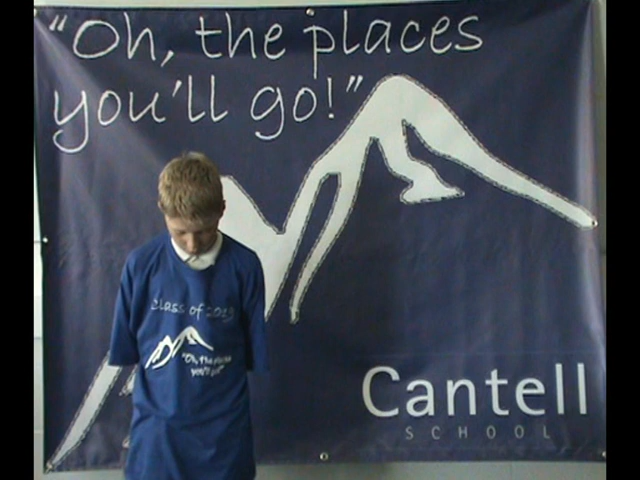 "Oh, the places
you'll go!"
class of 2013
"Oh, the places
you'll go!"
Cantell
SCHOOL